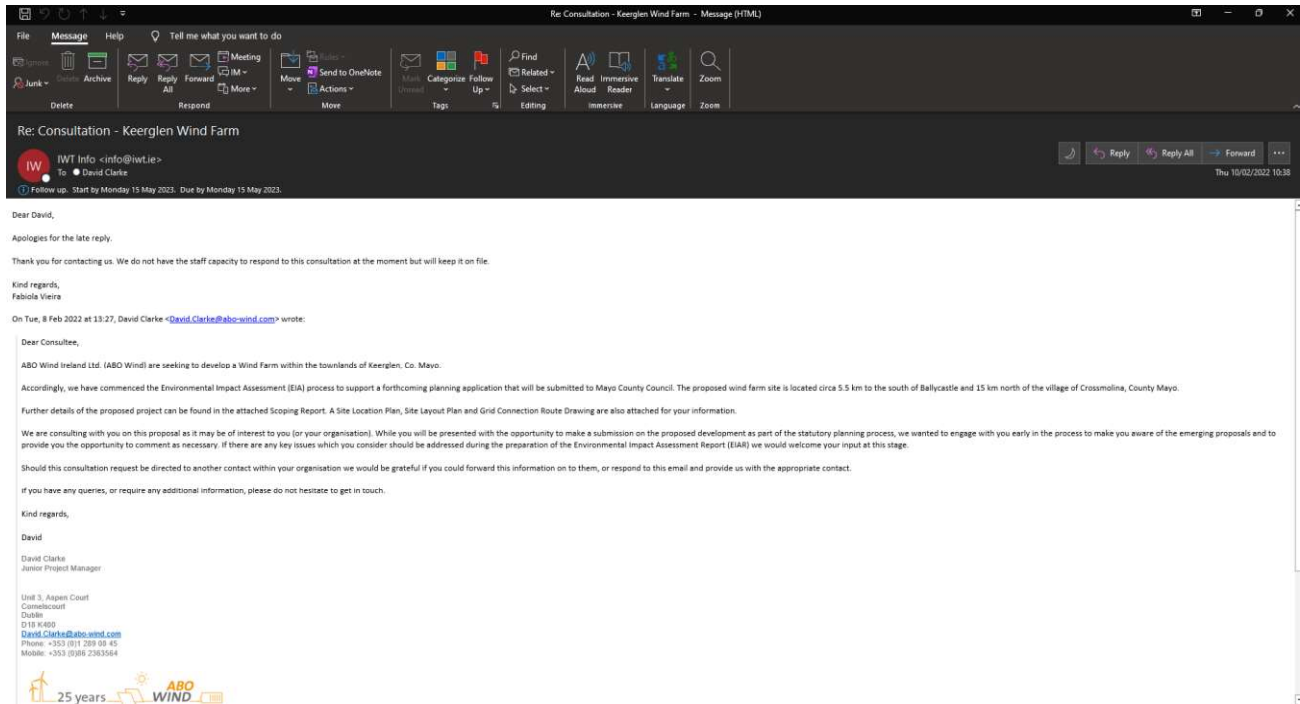 Re: Consultation - Keerglen Wind Farm - Message (HTML)
File Message Help Tell me what you want to do
Ignore Junk Delete Archive
Reply Reply All Forward Meeting IM More
Move Rules Send to OneNote Actions
Mark Unread Categorize Follow Up
Find Related Select
Read Aloud Immersive Reader Translate Zoom
Delete Respond Move Tags Editing Immersive Language Zoom
Re: Consultation - Keerglen Wind Farm
IW
IWT Info <info@iwt.ie>
To David Clarke
Reply Reply All Forward
Thu 10/02/2022 10:38
Follow up. Start by Monday 15 May 2023. Due by Monday 15 May 2023.
Dear David,
Apologies for the late reply.
Thank you for contacting us. We do not have the staff capacity to respond to this consultation at the moment but will keep it on file.
Kind regards,
Fabiola Vieira
On Tue, 8 Feb 2022 at 13:27, David Clarke <David.Clarke@abo-wind.com> wrote:
Dear Consultee,
ABO Wind Ireland Ltd. (ABO Wind) are seeking to develop a Wind Farm within the townlands of Keerglen, Co. Mayo.
Accordingly, we have commenced the Environmental Impact Assessment (EIA) process to support a forthcoming planning application that will be submitted to Mayo County Council. The proposed wind farm site is located circa 5.5 km to the south of Ballycastle and 15 km north of the village of Crossmolina, County Mayo.
Further details of the proposed project can be found in the attached Scoping Report. A Site Location Plan, Site Layout Plan and Grid Connection Route Drawing are also attached for your information.
We are consulting with you on this proposal as it may be of interest to you (or your organisation). While you will be presented with the opportunity to make a submission on the proposed development as part of the statutory planning process, we wanted to engage with you early in the process to make you aware of the emerging proposals and to
provide you the opportunity to comment as necessary. If there are any key issues which you consider should be addressed during the preparation of the Environmental Impact Assessment Report (EIAR) we would welcome your input at this stage.
Should this consultation request be directed to another contact within your organisation we would be grateful if you could forward this information on to them, or respond to this email and provide us with the appropriate contact.
If you have any queries, or require any additional information, please do not hesitate to get in touch.
Kind regards,
David
David Clarke
Junior Project Manager
Unit 3, Aspen Court
Cornelscourt
Dublin
D18 K400
David.Clarke@abo-wind.com
Phone: +353 (0)1 289 08 45
Mobile: +353 (0)86 2363564
25 years ABO
WIND